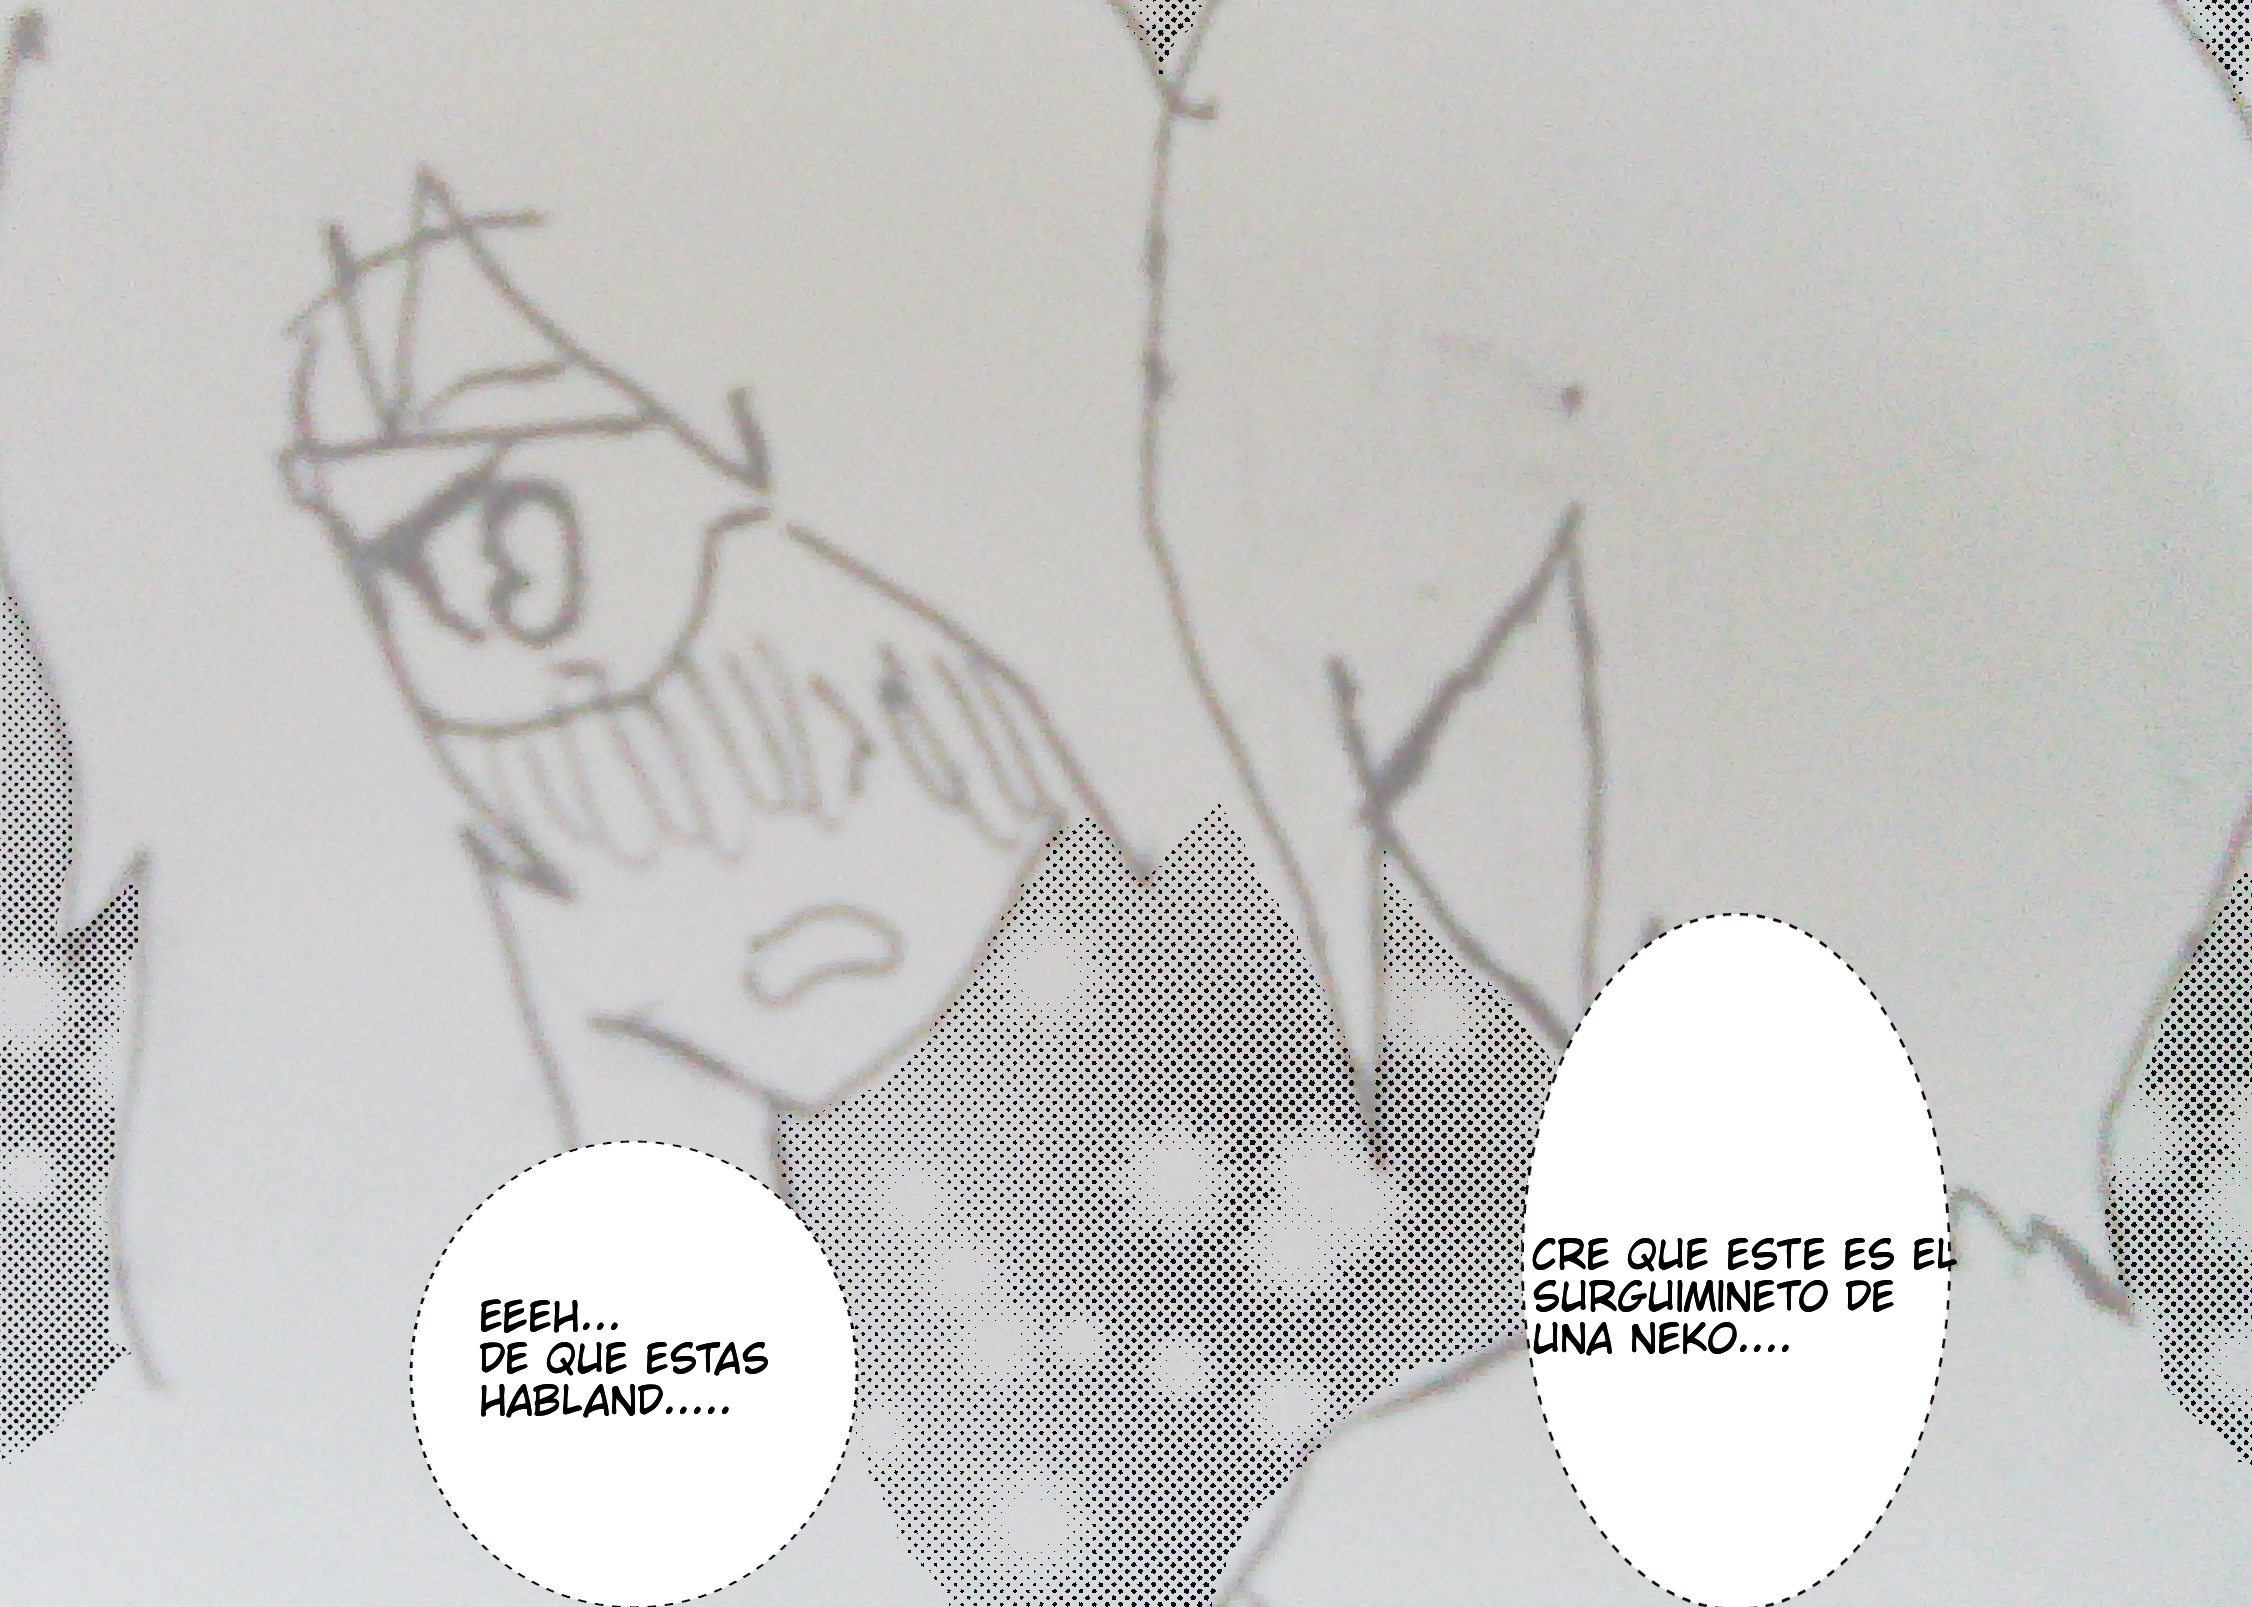 EEEH...
DE QUE ESTAS
HABLAND.....
CRE QUE ESTE ES EL
SURGUIMINETO DE
UNA NEKO....